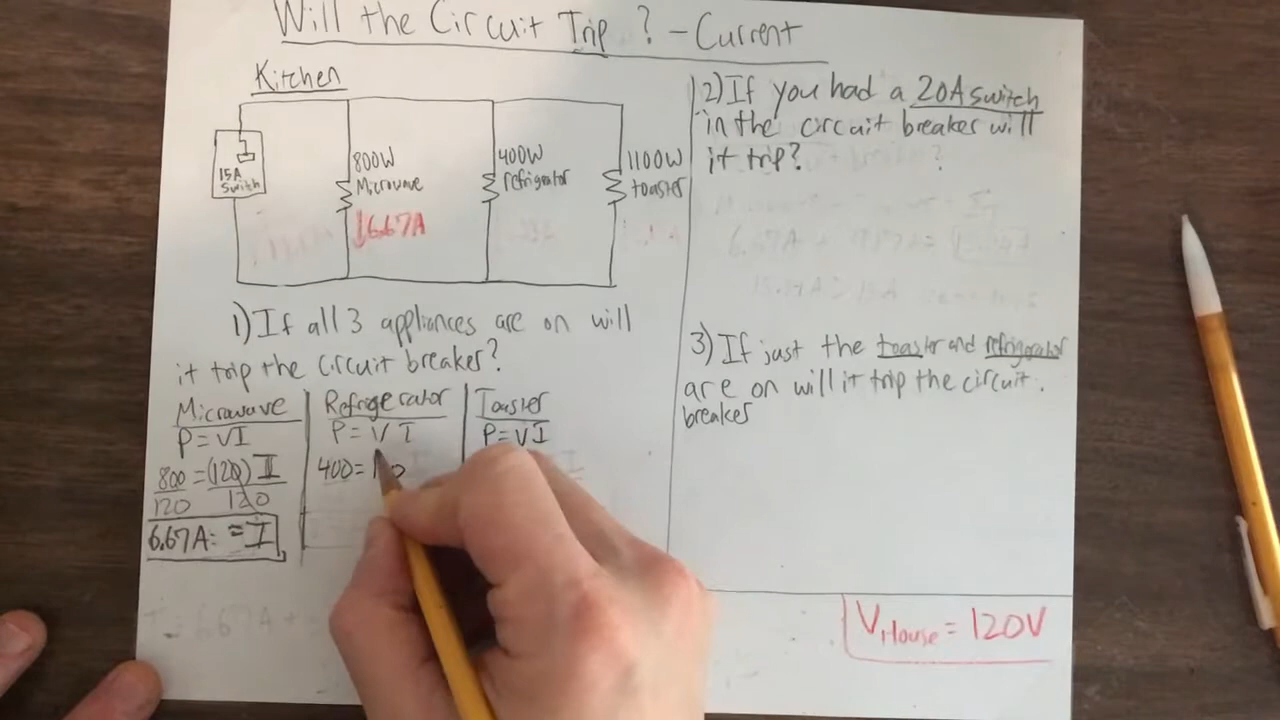 Will the Circuit Trip? - Current
Kitchen
15A
Switch
800W
Microwave
6.67A
400W
refrigerator
1100W
toaster
1) If all 3 appliances are on will
it trip the circuit breaker?
Microwave
P = VI
800 = (120) I
120 120
6.67A = I
Refrigerator
P = V I
400 =
Toaster
P = VI
2) If you had a 20A switch
in the circuit breaker will
it trip?
3) If just the toaster and refrigerator
are on will it trip the circuit.
breaker
VHouse = 120V